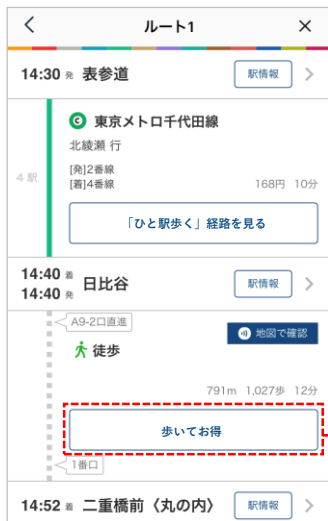 ルート1
14:30 発 表参道 駅情報
C 東京メトロ千代田線
北綾瀬 行
4 駅
[発]2番線
[着]4番線 168円 10分
「ひと駅歩く」経路を見る
14:40 着
14:40 発 日比谷 駅情報
A9-2口直進
地図で確認
徒歩
791m 1,027歩 12分
歩いてお得
1番口
14:52 着 二重橋前〈丸の内〉 駅情報